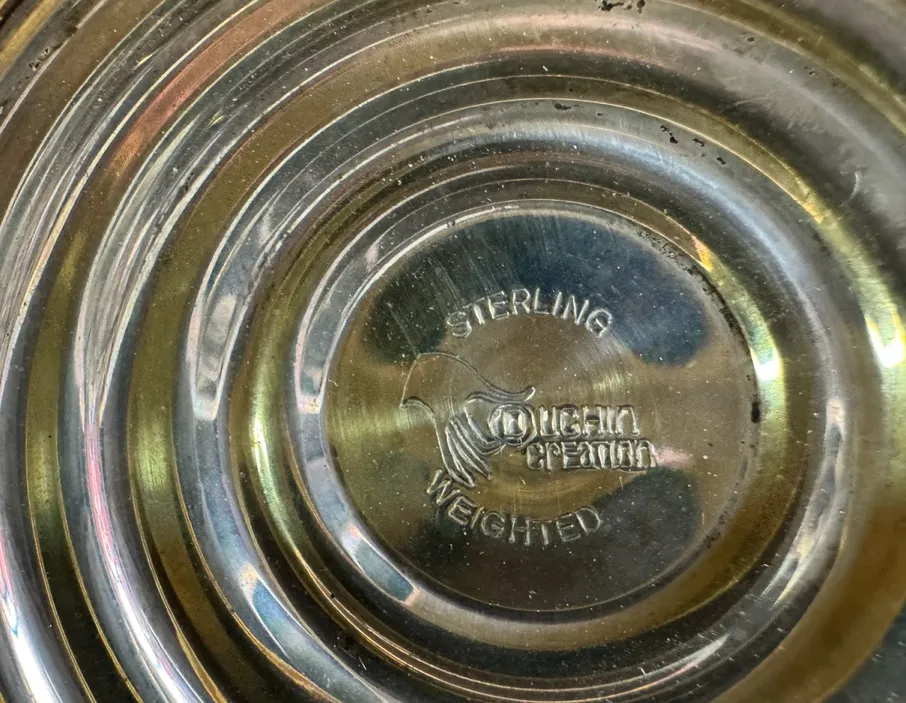 STERLING
DUCHIN
CREATION
WEIGHTED